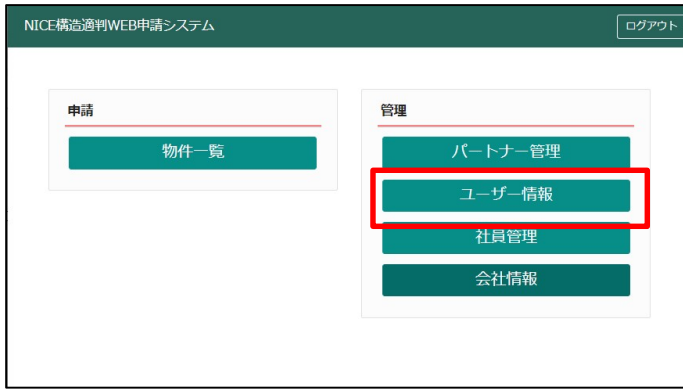 NICE構造適判WEB申請システム
ログアウト
申請
物件一覧
管理
パートナー管理
ユーザー情報
社員管理
会社情報